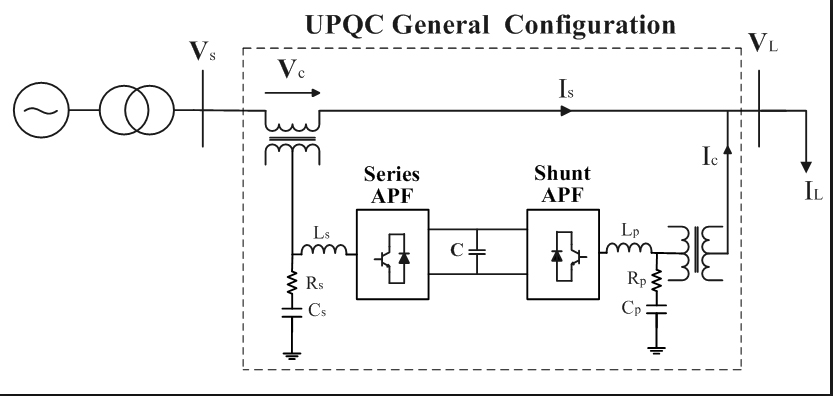 UPQC General Configuration
Vs
VL
Vc
Is
Ic
IL
Series
APF
Shunt
APF
Ls
C
Lp
Rs
Rp
Cs
Cp